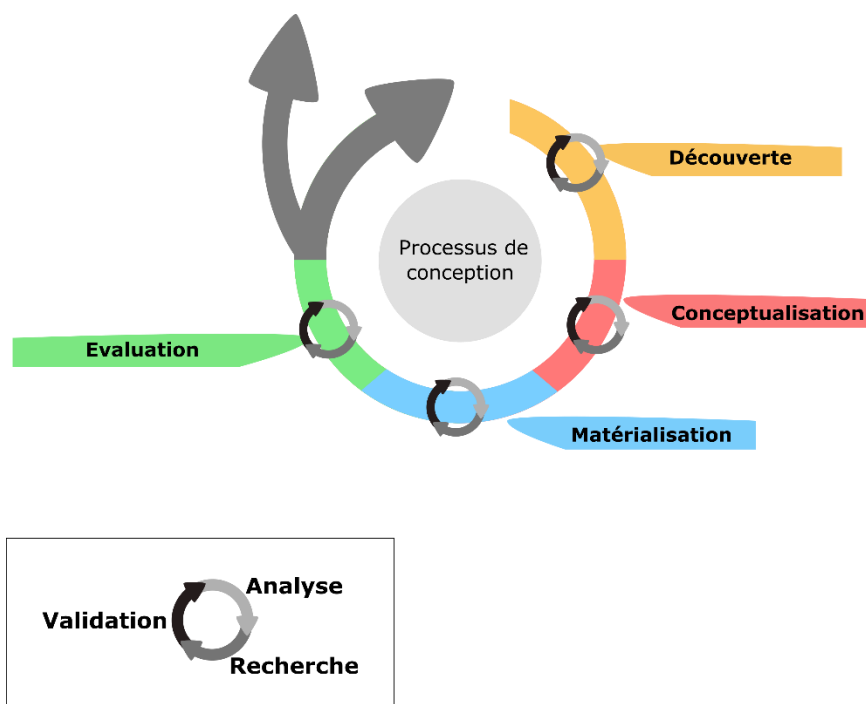 Découverte
Processus de
conception
Conceptualisation
Evaluation
Matérialisation
Analyse
Validation
Recherche